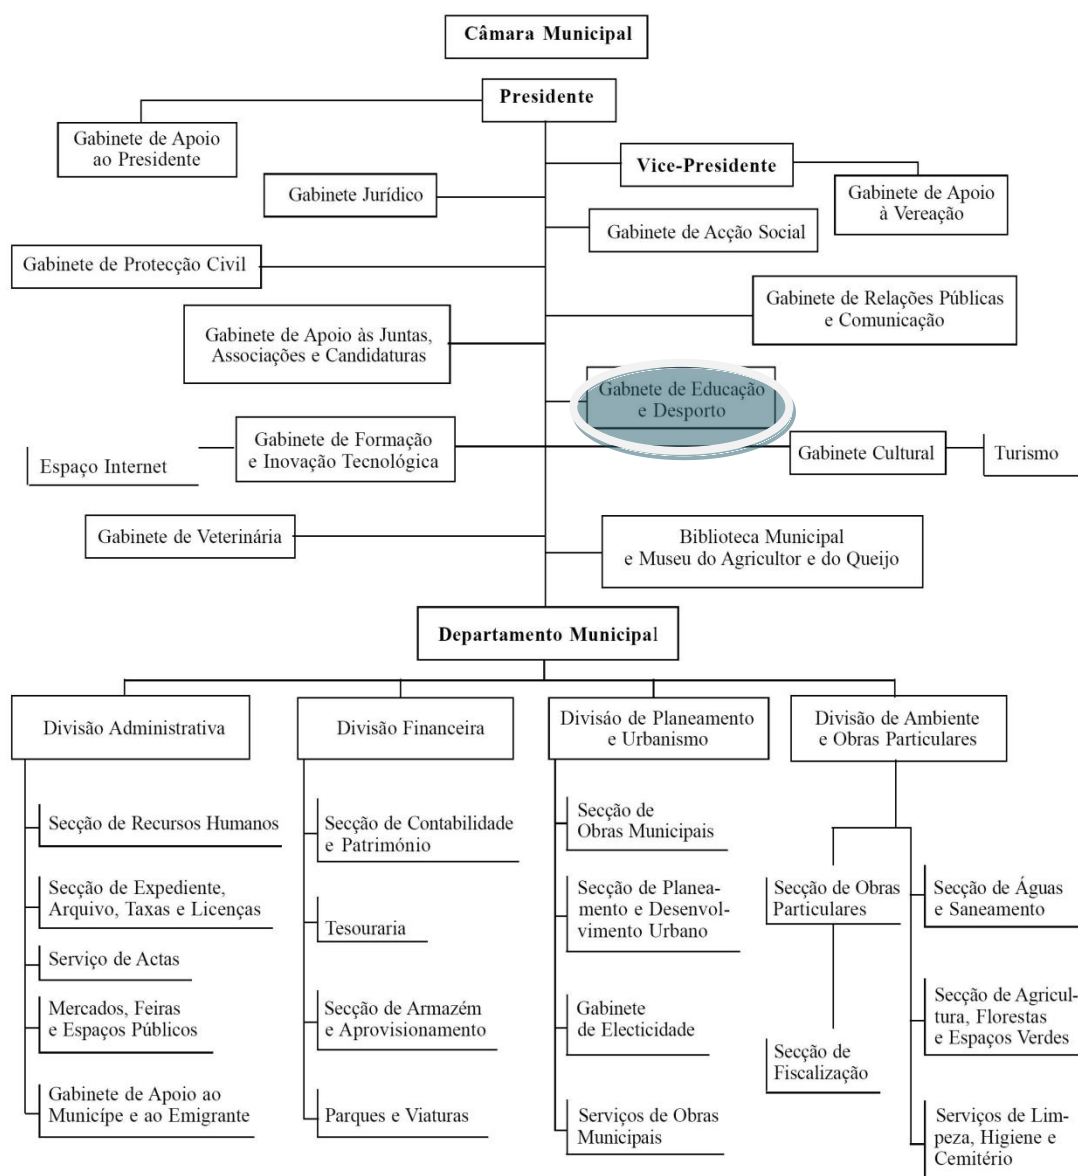 Câmara Municipal
Presidente
Gabinete de Apoio
ao Presidente
Vice-Presidente
Gabinete Jurídico
Gabinete de Apoio
à Vereação
Gabinete de Acção Social
Gabinete de Protecção Civil
Gabinete de Relações Públicas
e Comunicação
Gabinete de Apoio às Juntas,
Associações e Candidaturas
Gabnete de Educação
e Desporto
Gabinete de Formação
e Inovação Tecnológica
Espaço Internet
Gabinete Cultural
Turismo
Gabinete de Veterinária
Biblioteca Municipal
e Museu do Agricultor e do Queijo
Departamento Municipal
Divisão Administrativa
Divisão Financeira
Divisáo de Planeamento
e Urbanismo
Divisão de Ambiente
e Obras Particulares
Secção de Recursos Humanos
Secção de Expediente,
Arquivo, Taxas e Licenças
Serviço de Actas
Mercados, Feiras
e Espaços Públicos
Gabinete de Apoio ao
Municípe e ao Emigrante
Secção de Contabilidade
e Património
Tesouraria
Secção de Armazém
e Aprovisionamento
Parques e Viaturas
Secção de
Obras Municipais
Secção de Planea-
mento e Desenvol-
vimento Urbano
Gabinete
de Electicidade
Serviços de Obras
Municipais
Secção de Obras
Particulares
Secção de
Fiscalização
Secção de Águas
e Saneamento
Secção de Agricul-
tura, Florestas
e Espaços Verdes
Serviços de Lim-
peza, Higiene e
Cemitério